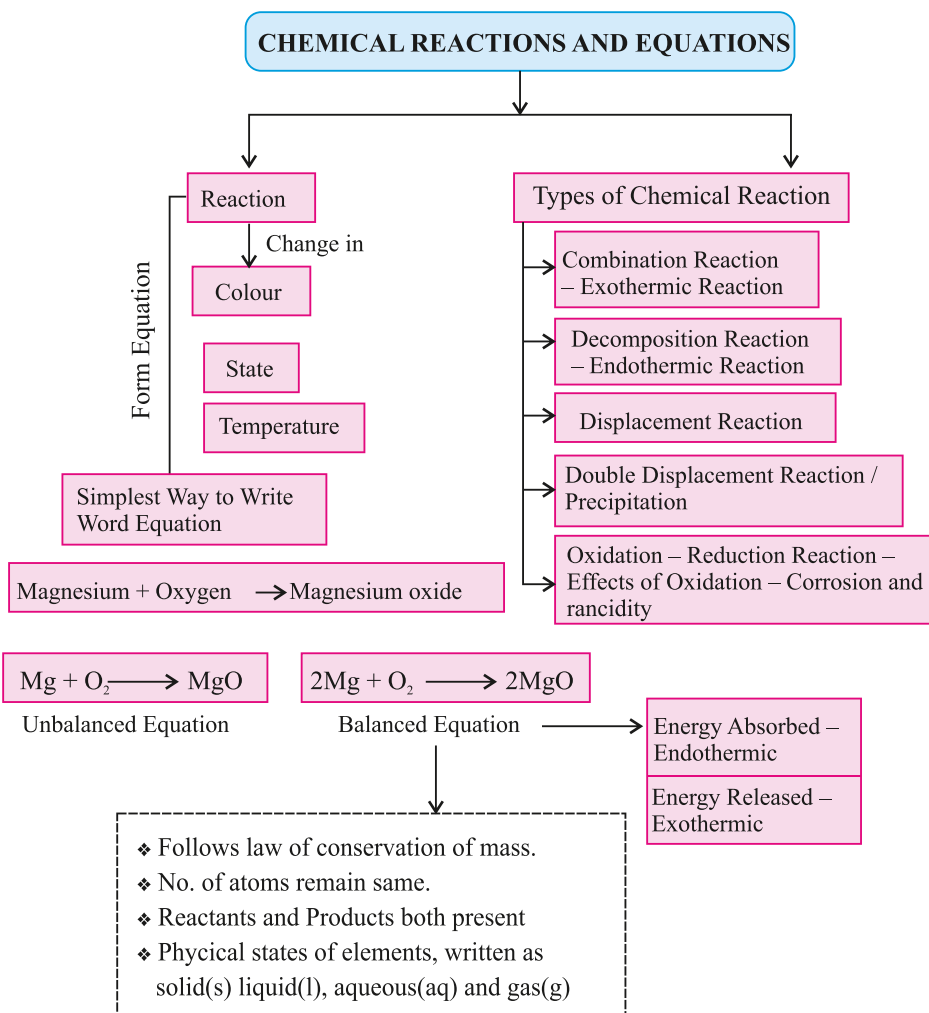 CHEMICAL REACTIONS AND EQUATIONS
Reaction
Change in
Colour
State
Temperature
Form Equation
Simplest Way to Write
Word Equation
Magnesium + Oxygen → Magnesium oxide
Types of Chemical Reaction
Combination Reaction
– Exothermic Reaction
Decomposition Reaction
– Endothermic Reaction
Displacement Reaction
Double Displacement Reaction /
Precipitation
Oxidation – Reduction Reaction –
Effects of Oxidation – Corrosion and
rancidity
Mg + O₂ → MgO
Unbalanced Equation
2Mg + O₂ → 2MgO
Balanced Equation
Energy Absorbed –
Endothermic
Energy Released –
Exothermic
❖ Follows law of conservation of mass.
❖ No. of atoms remain same.
❖ Reactants and Products both present
❖ Phycical states of elements, written as
solid(s) liquid(l), aqueous(aq) and gas(g)